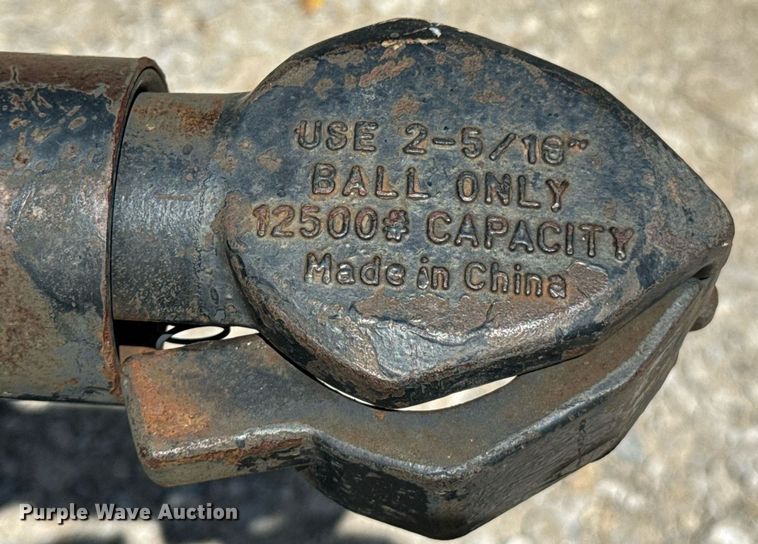 USE 2-5/16"
BALL ONLY
12500# CAPACITY
Made in China
Purple Wave Auction